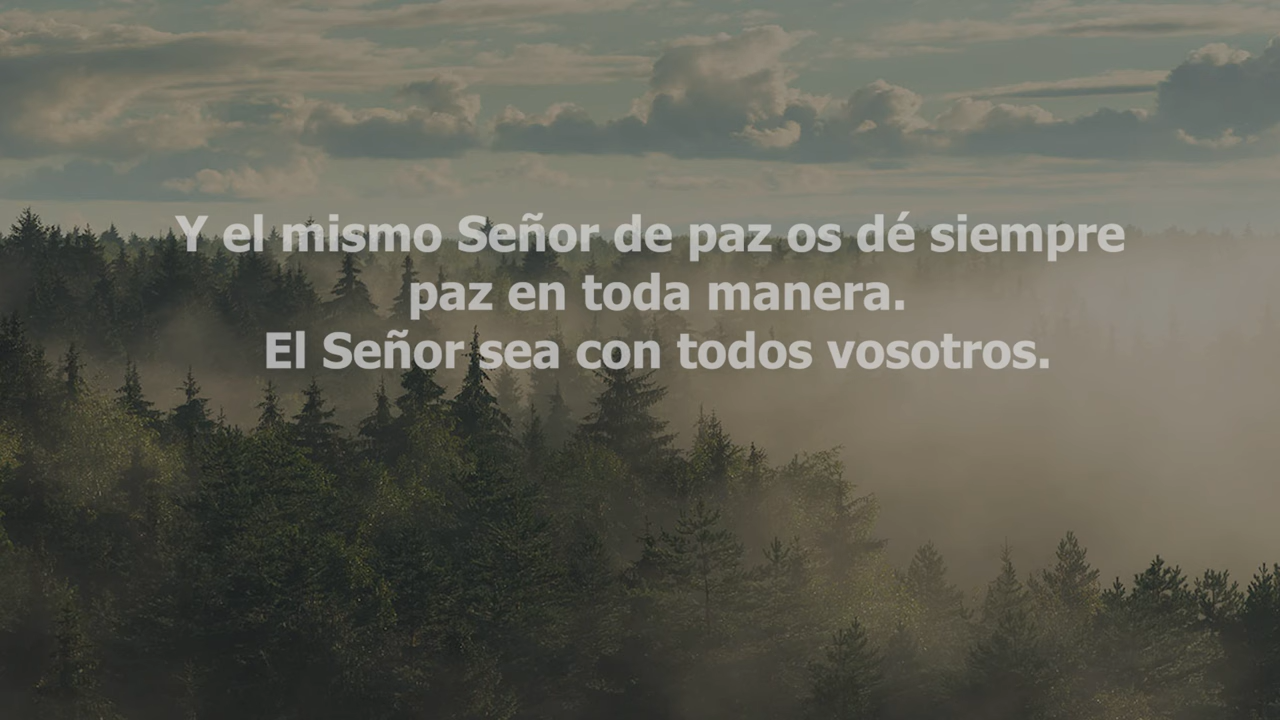 Y el mismo Señor de paz os dé siempre
paz en toda manera.
El Señor sea con todos vosotros.